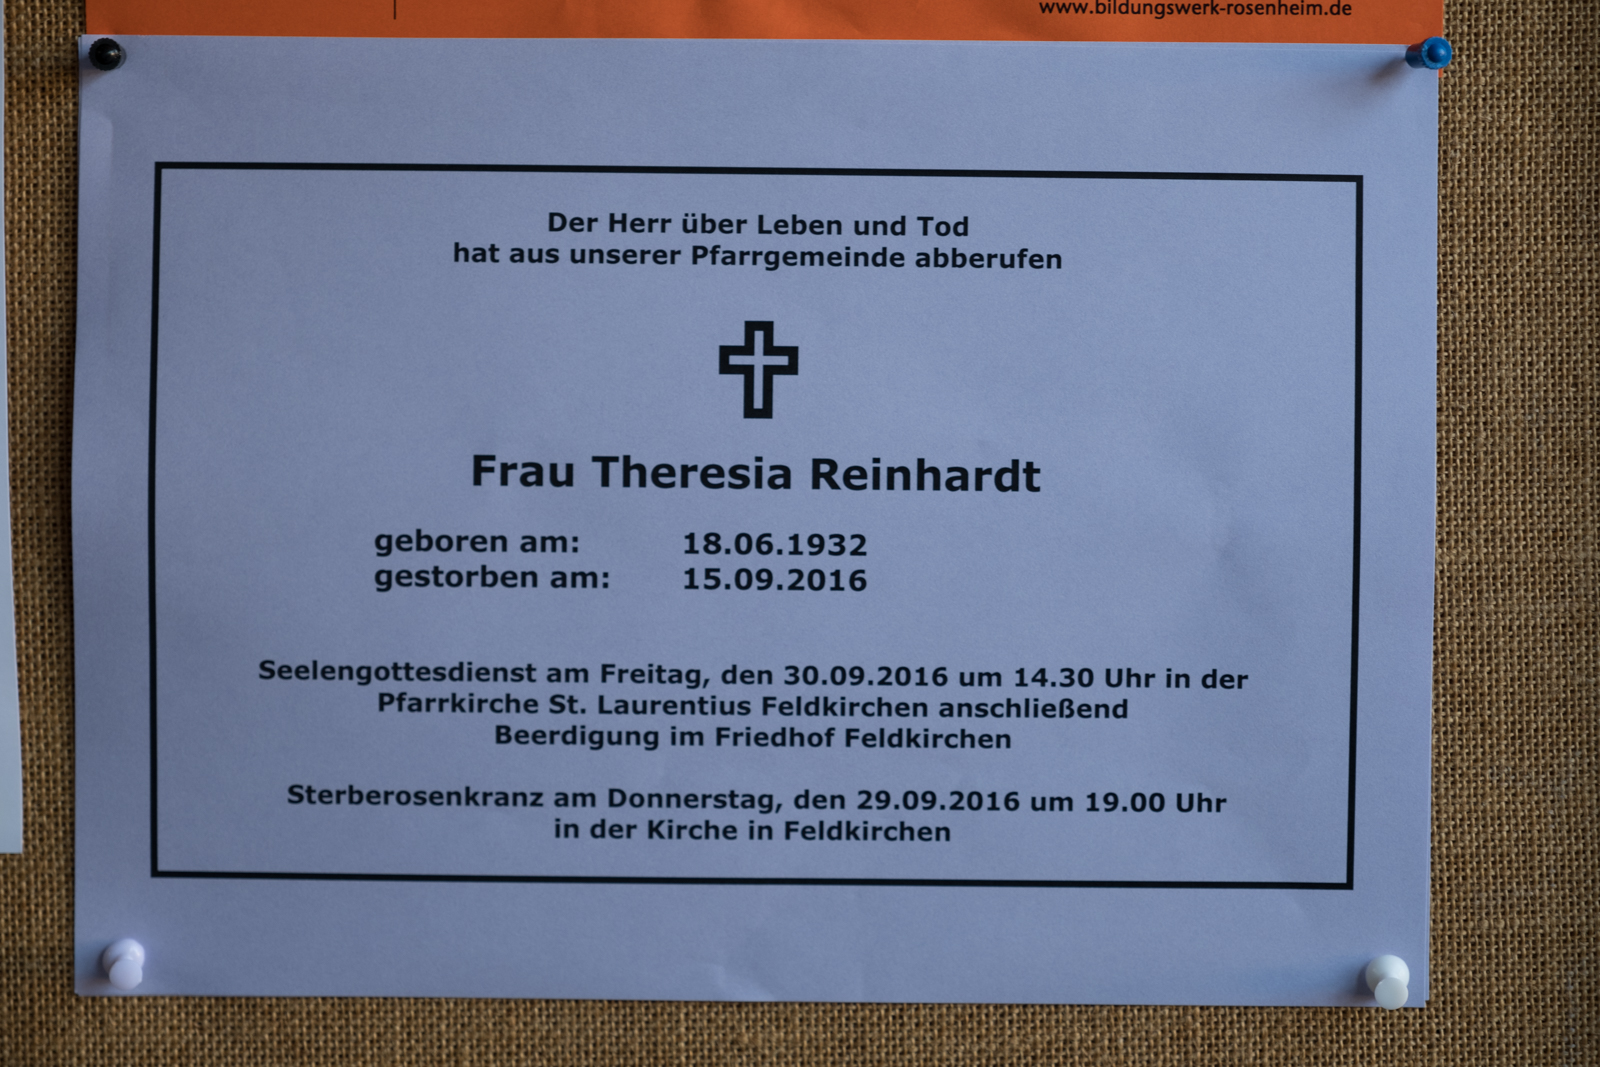 www.bildungswerk-rosenheim.de
Der Herr über Leben und Tod
hat aus unserer Pfarrgemeinde abberufen
Frau Theresia Reinhardt
geboren am: 18.06.1932
gestorben am: 15.09.2016
Seelengottesdienst am Freitag, den 30.09.2016 um 14.30 Uhr in der
Pfarrkirche St. Laurentius Feldkirchen anschließend
Beerdigung im Friedhof Feldkirchen
Sterberosenkranz am Donnerstag, den 29.09.2016 um 19.00 Uhr
in der Kirche in Feldkirchen